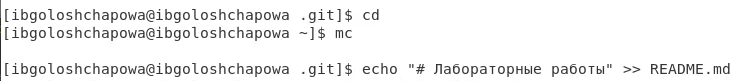 [ibgoloshchapowa@ibgoloshchapowa .git]$ cd
[ibgoloshchapowa@ibgoloshchapowa ~]$ mc
[ibgoloshchapowa@ibgoloshchapowa .git]$ echo "# Лабораторные работы" >> README.md